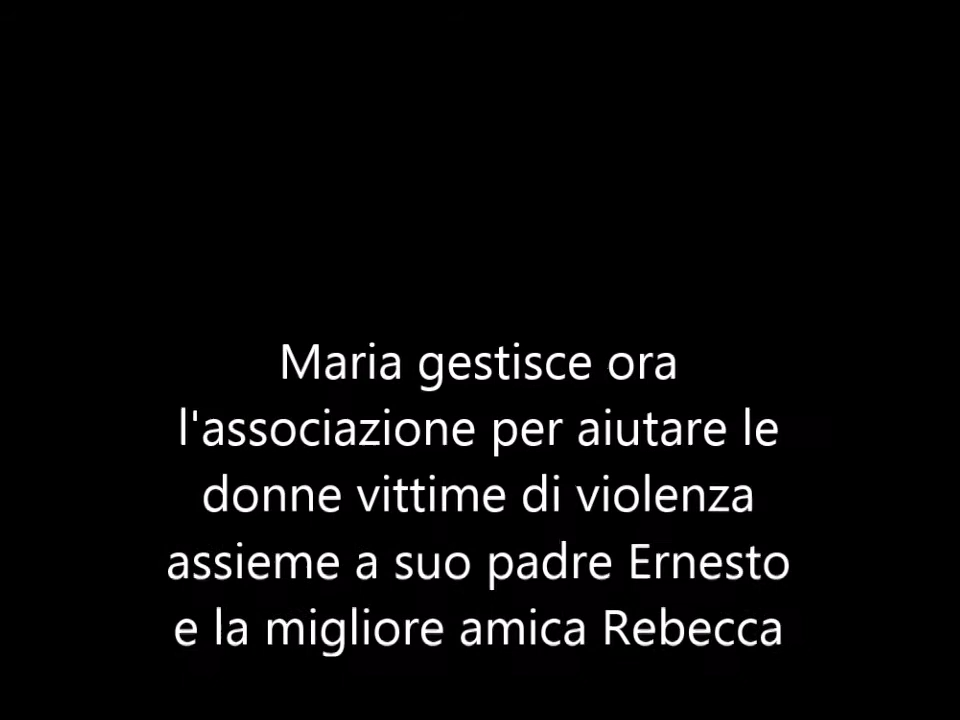 Maria gestisce ora
l'associazione per aiutare le
donne vittime di violenza
assieme a suo padre Ernesto
e la migliore amica Rebecca